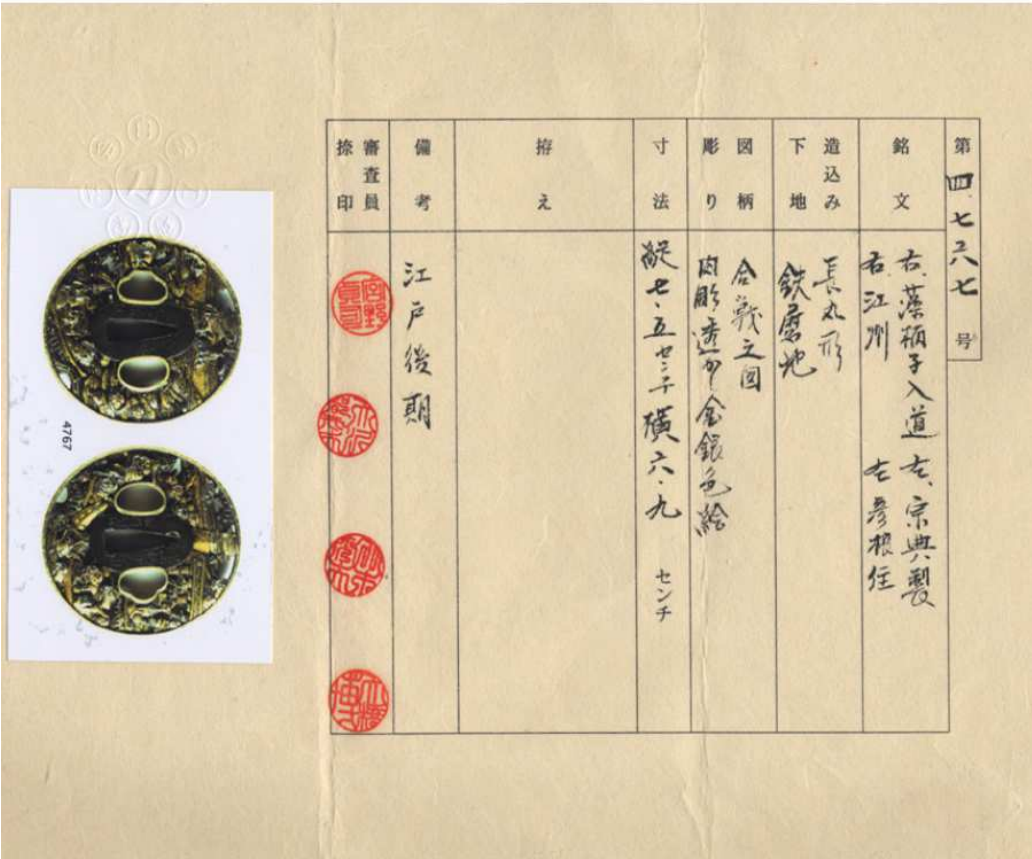 第四、七六七号
銘文
右、藻柄子入道 左、宗典製
右、江州 左 彦根住
造込み
下地
長丸形
鉄磨地
図柄
彫り
合戦之図
肉彫透かし金銀色絵
寸法
縦七・五センチ 横六・九 センチ
拵え
備考
江戸後期
審査員
捺印
4767